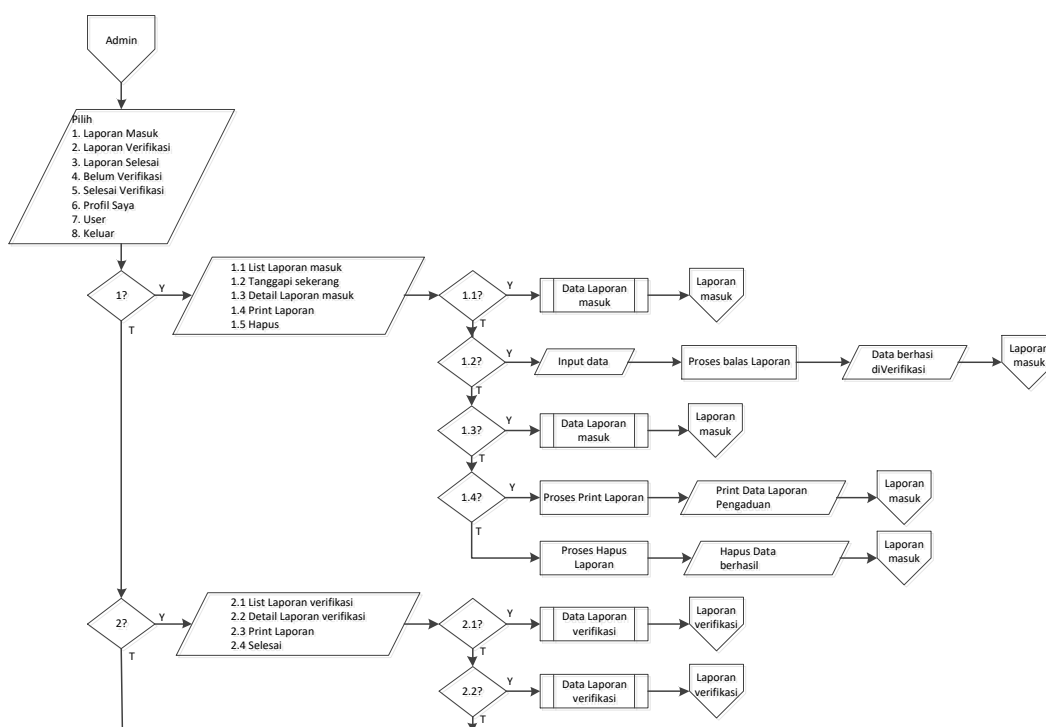 Admin
Pilih
1. Laporan Masuk
2. Laporan Verifikasi
3. Laporan Selesai
4. Belum Verifikasi
5. Selesai Verifikasi
6. Profil Saya
7. User
8. Keluar
1?
Y
T
1.1 List Laporan masuk
1.2 Tanggapi sekerang
1.3 Detail Laporan masuk
1.4 Print Laporan
1.5 Hapus
1.1?
Y
T
Data Laporan
masuk
Laporan
masuk
1.2?
Y
T
Input data
Proses balas Laporan
Data berhasi
diVerifikasi
Laporan
masuk
1.3?
Y
T
Data Laporan
masuk
Laporan
masuk
1.4?
Y
T
Proses Print Laporan
Print Data Laporan
Pengaduan
Laporan
masuk
Proses Hapus
Laporan
Hapus Data
berhasil
Laporan
masuk
2?
Y
T
2.1 List Laporan verifikasi
2.2 Detail Laporan verifikasi
2.3 Print Laporan
2.4 Selesai
2.1?
Y
T
Data Laporan
verifikasi
Laporan
verifikasi
2.2?
Y
T
Data Laporan
verifikasi
Laporan
verifikasi